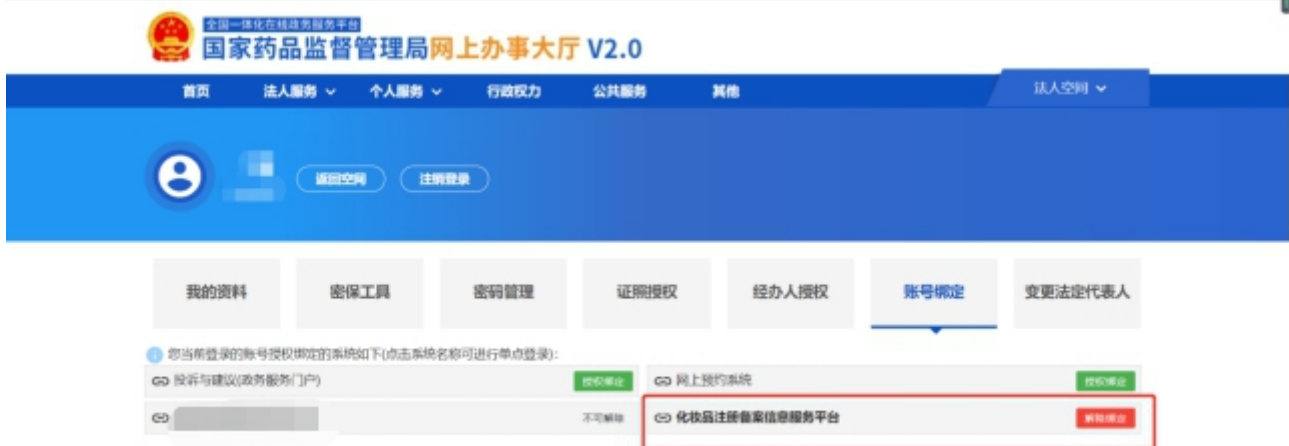 全国一体化在线政务服务平台
国家药品监督管理局网上办事大厅 V2.0
首页 法人服务 个人服务 行政权力 公共服务 其他 法人空间
返回空间 注销登录
我的资料 密保工具 密码管理 证照授权 经办人授权 账号绑定 变更法定代表人
您当前登录的账号授权绑定的系统如下(点击系统名称可进行单点登录):
投诉与建议(政务服务门户) 授权绑定 网上预约系统 授权绑定
不可解除 化妆品注册备案信息服务平台 解除绑定